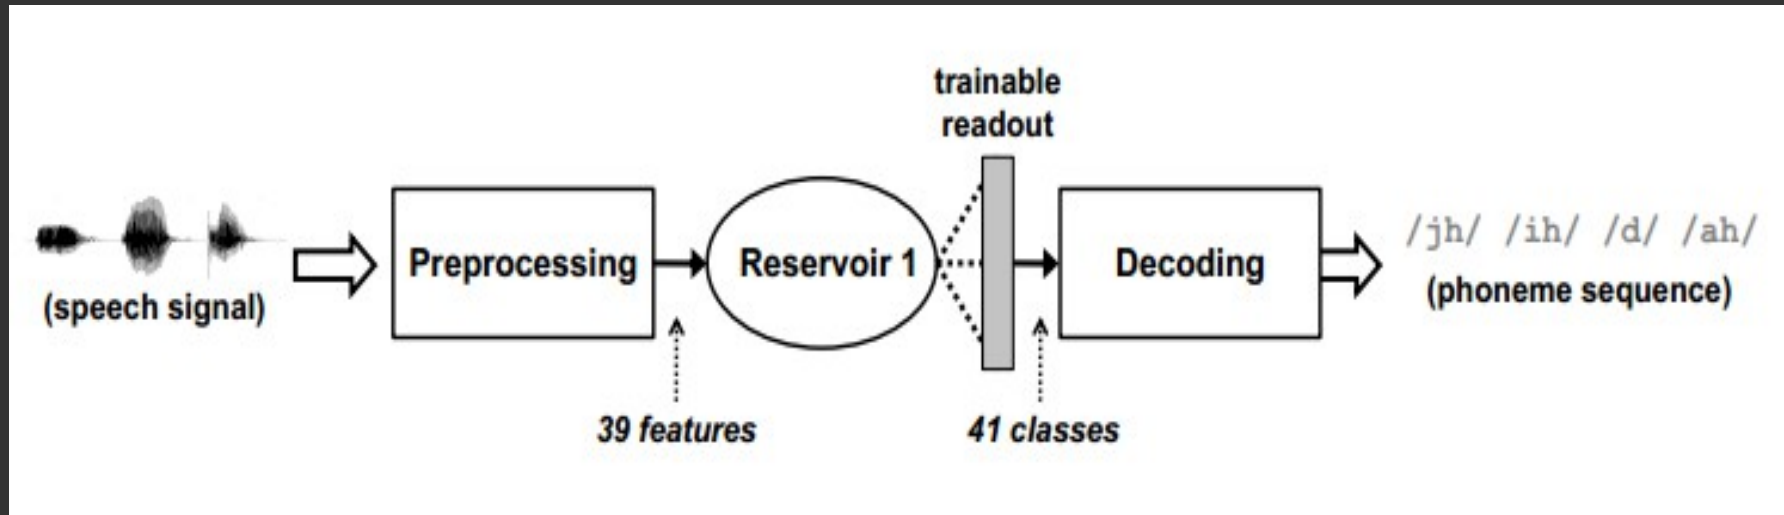 trainable
readout
(speech signal)
Preprocessing
Reservoir 1
Decoding
/jh/ /ih/ /d/ /ah/
(phoneme sequence)
39 features
41 classes